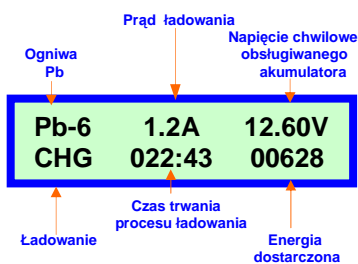 Prąd ładowania
Ogniwa
Pb
Napięcie chwilowe
obsługiwanego
akumulatora
Pb-6 1.2A 12.60V
CHG 022:43 00628
Ładowanie
Czas trwania
procesu ładowania
Energia
dostarczona